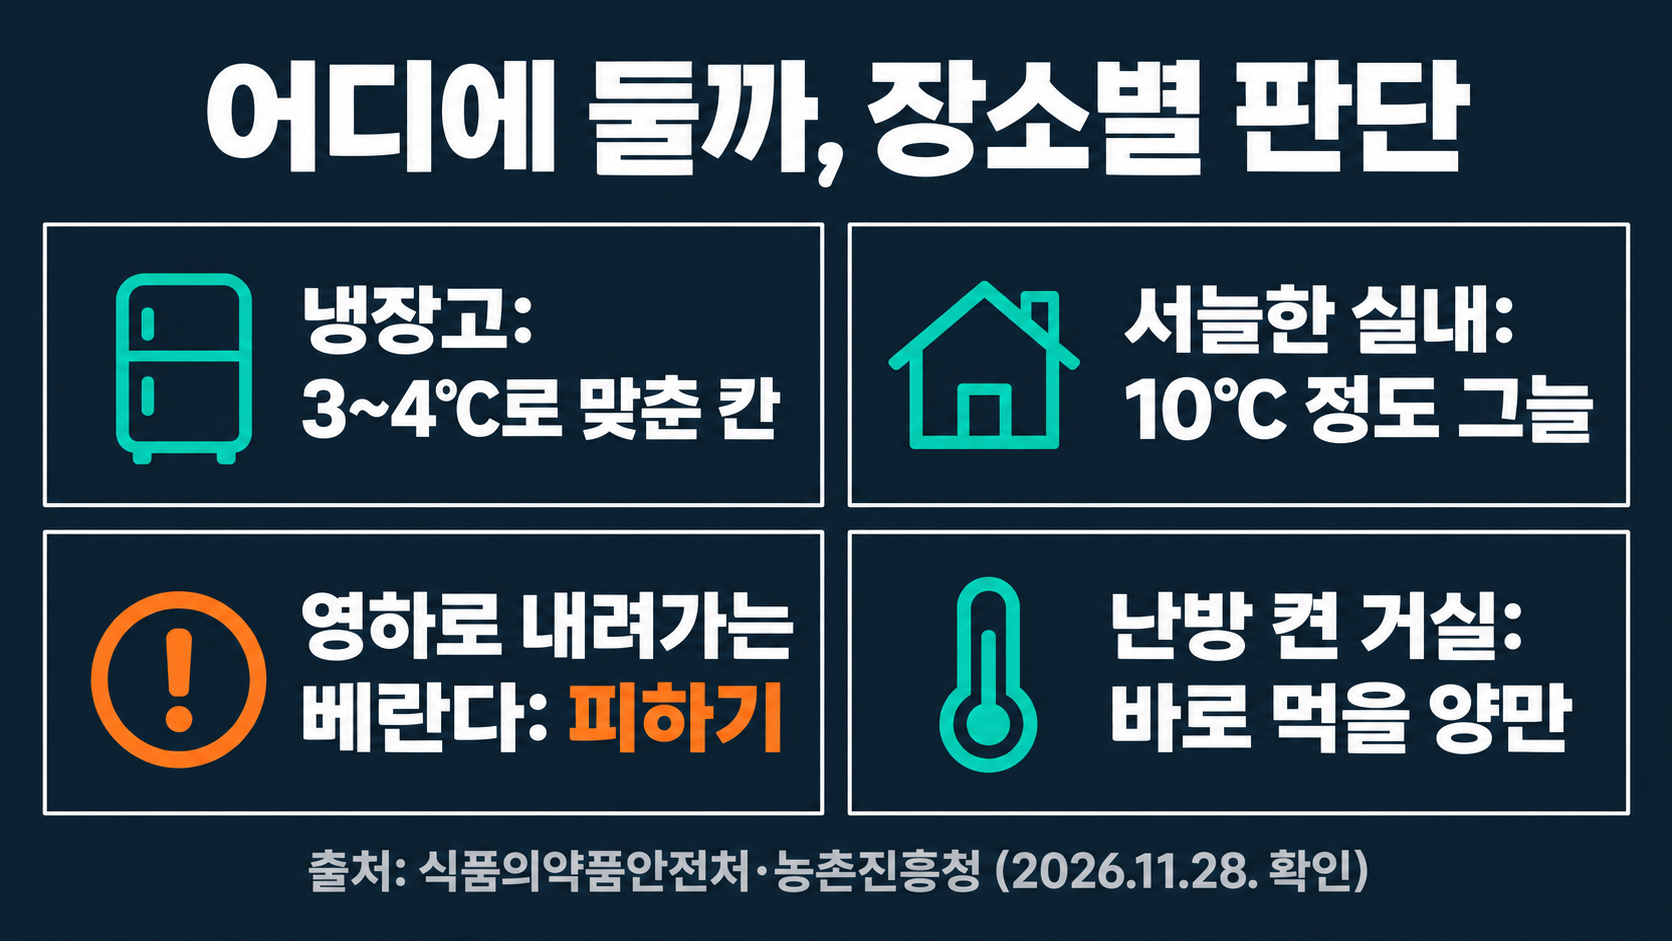 어디에 둘까, 장소별 판단
냉장고:
3~4℃로 맞춘 칸
서늘한 실내:
10℃ 정도 그늘
영하로 내려가는
베란다: 피하기
난방 켠 거실:
바로 먹을 양만
출처: 식품의약품안전처·농촌진흥청 (2026.11.28. 확인)